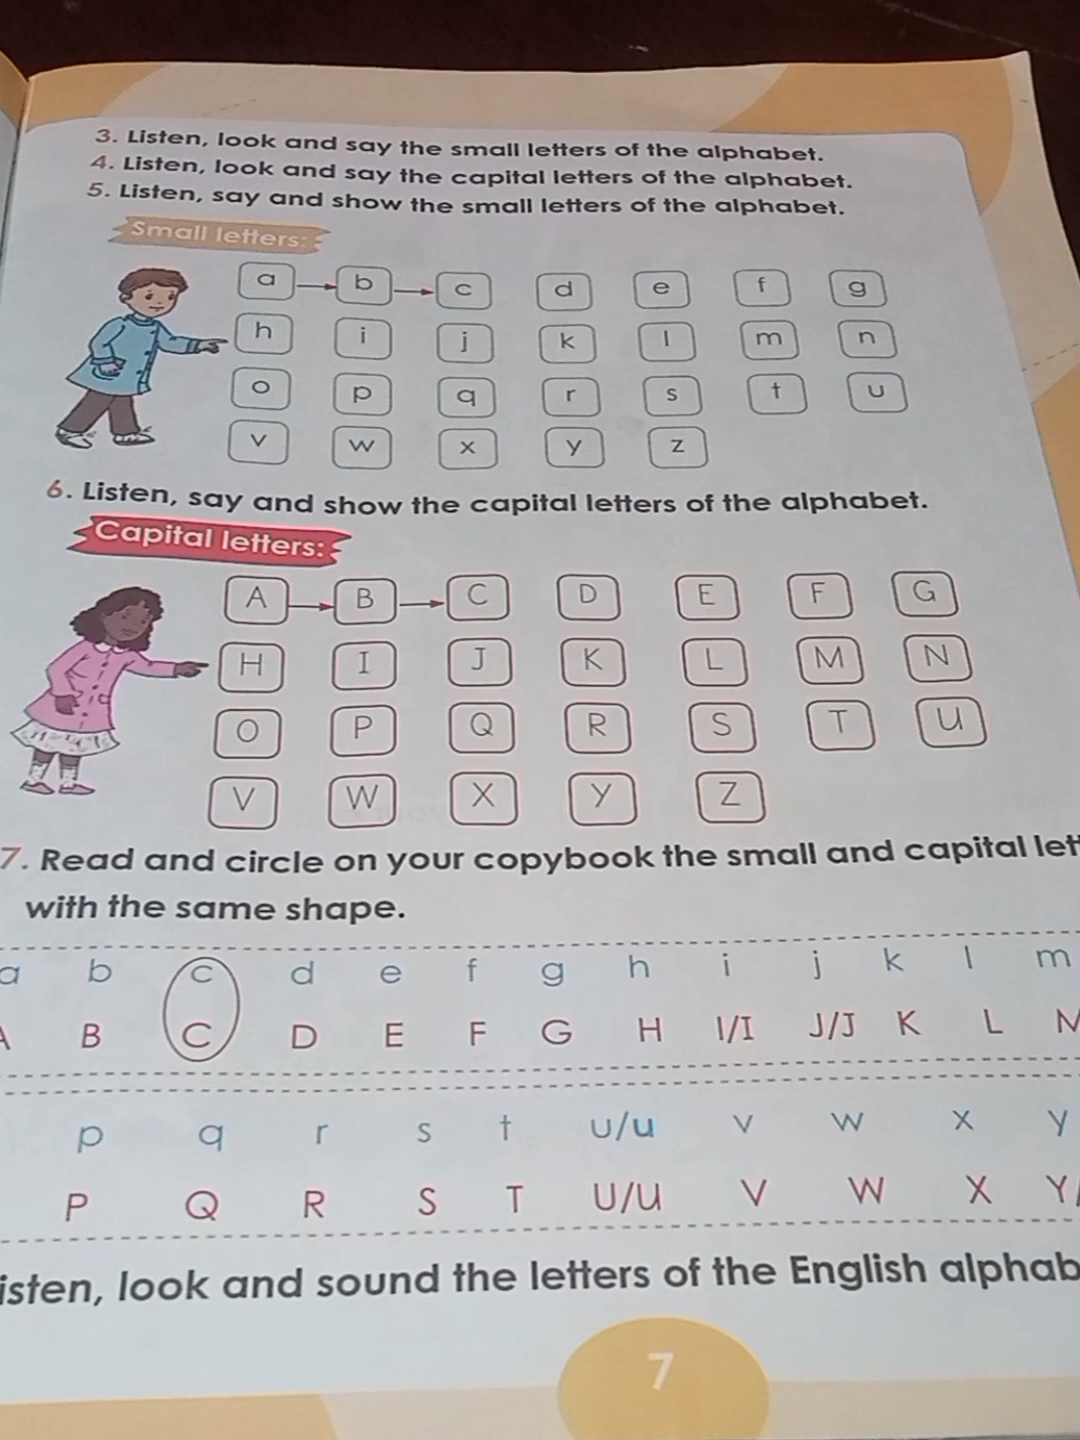 3. Listen, look and say the small letters of the alphabet.
4. Listen, look and say the capital letters of the alphabet.
5. Listen, say and show the small letters of the alphabet.
Small letters:
a b c d e f g
h i j k l m n
o p q r s t u
v w x y z
6. Listen, say and show the capital letters of the alphabet.
Capital letters:
A B C D E F G
H I J K L M N
O P Q R S T U
V W X Y Z
7. Read and circle on your copybook the small and capital
with the same shape.
a b c d e f g h i j k l m
A B C D E F G H I/I J/J K L M
p q r s t u/u v w x y
P Q R S T U/U V W X Y/
look and sound the letters of the English
7